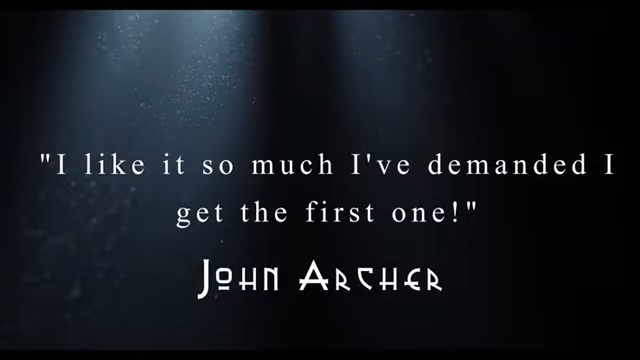 "I like it so much I've demanded I
get the first one!"
John Archer